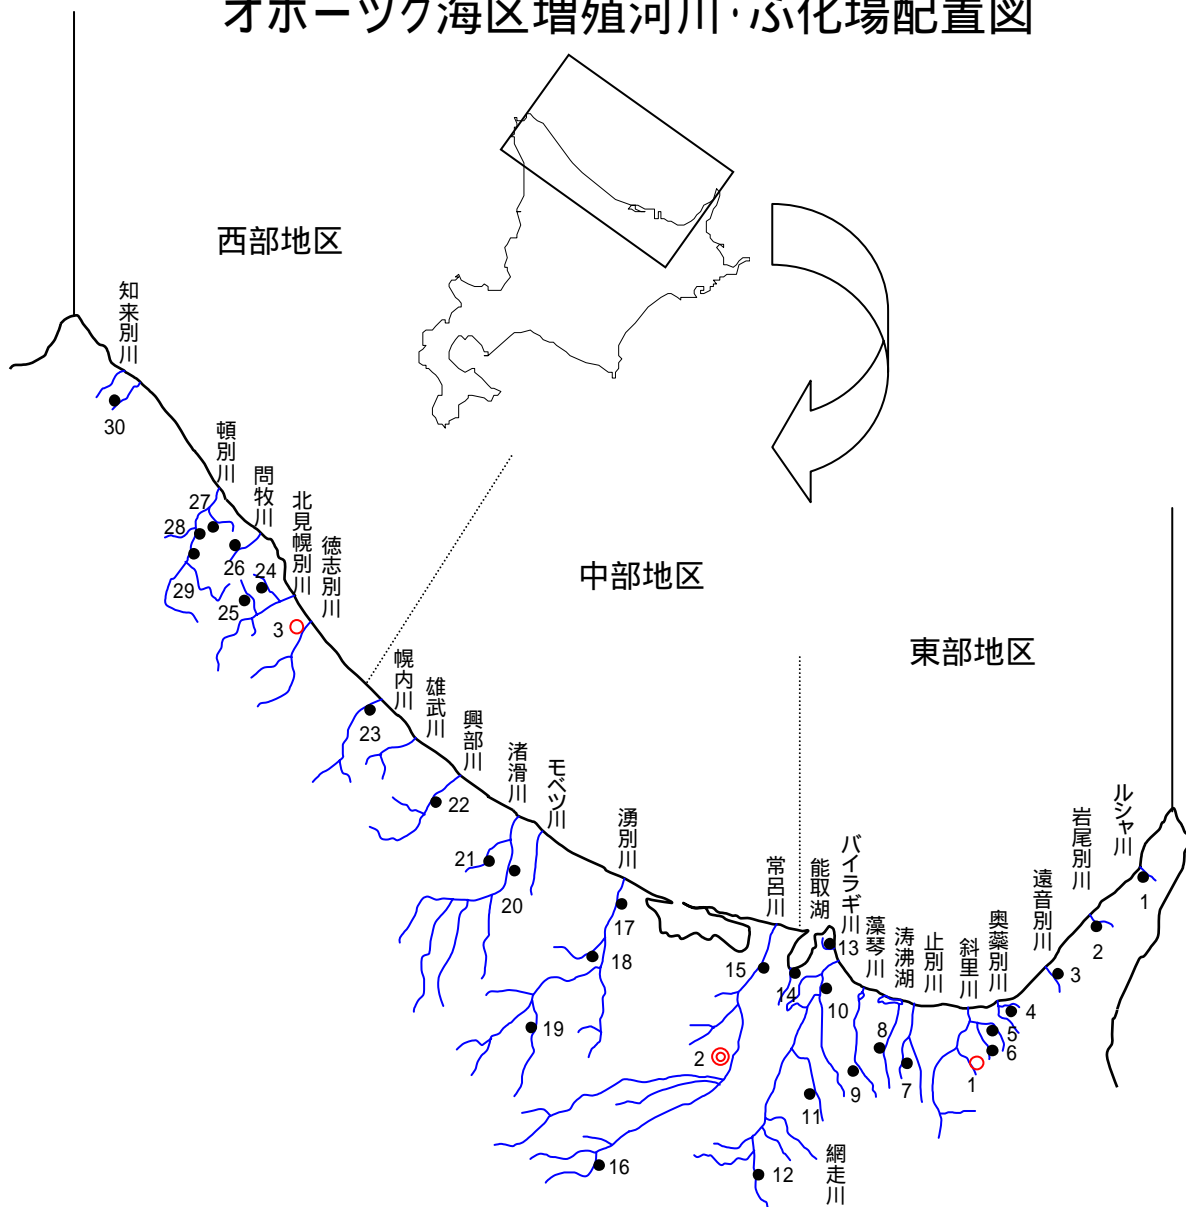 オホーツク海区増殖河川・ふ化場配置図
西部地区
中部地区
東部地区
知来別川
30
頓別川
問牧川
北見幌別川
徳志別川
27
28
26
24
29
25
3
幌内川
雄武川
興部川
渚滑川
モベツ川
湧別川
23
22
21
20
17
18
19
常呂川
能取湖
バイラギ川
藻琴川
涛沸湖
止別川
斜里川
奥蘂別川
遠音別川
岩尾別川
ルシャ川
13
15
14
10
8
2
16
11
12
9
7
網走川
1
2
3
4
5
6
1